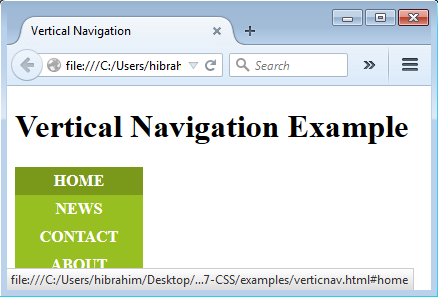 Vertical Navigation
file:///C:/Users/hibrah
Search
Vertical Navigation Example
HOME
NEWS
CONTACT
ABOUT
file:///C:/Users/hibrahim/Desktop/...7-CSS/examples/verticnav.html#home